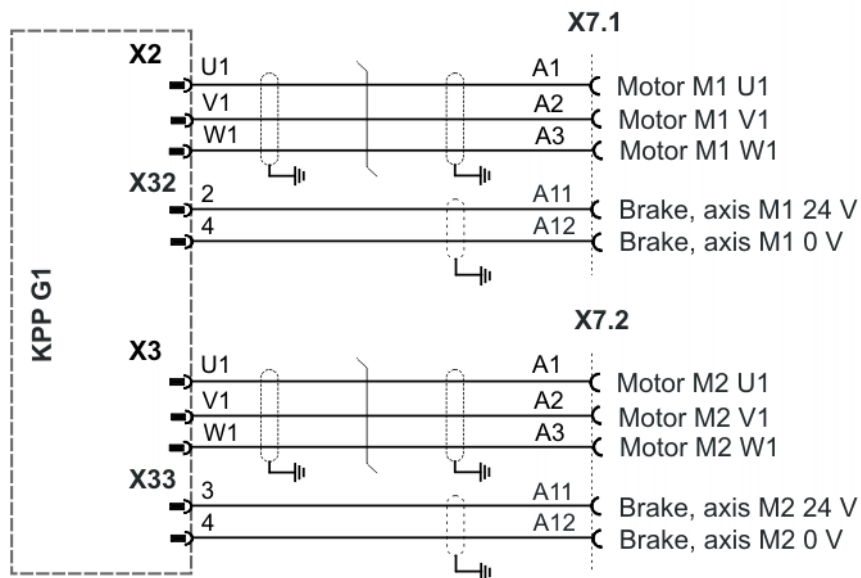 X7.1
X2
U1 A1 Motor M1 U1
V1 A2 Motor M1 V1
W1 A3 Motor M1 W1
X32
2 A11 Brake, axis M1 24 V
4 A12 Brake, axis M1 0 V
KPP G1
X7.2
X3
U1 A1 Motor M2 U1
V1 A2 Motor M2 V1
W1 A3 Motor M2 W1
X33
3 A11 Brake, axis M2 24 V
4 A12 Brake, axis M2 0 V